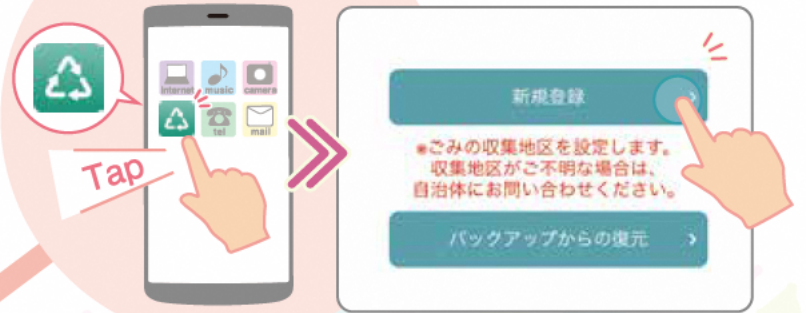 internet
music
camera
tel
mail
Tap
新規登録
※ごみの収集地区を設定します。
収集地区がご不明な場合は、
自治体にお問い合わせください。
バックアップからの復元